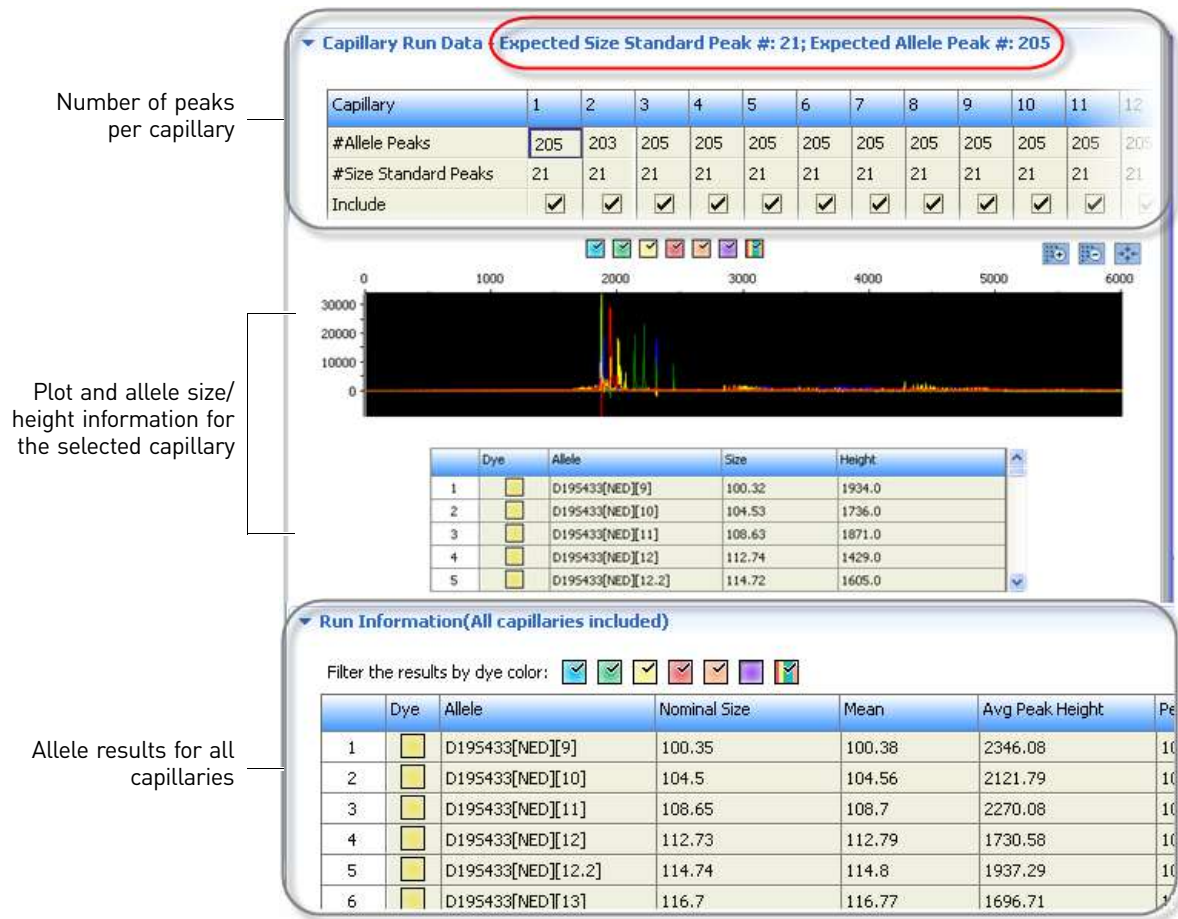 Capillary Run Data - Expected Size Standard Peak #: 21; Expected Allele Peak #: 205
Number of peaks
per capillary
Capillary 1 2 3 4 5 6 7 8 9 10 11 12
#Allele Peaks 205 203 205 205 205 205 205 205 205 205 205 205
#Size Standard Peaks 21 21 21 21 21 21 21 21 21 21 21 21
Include
0 1000 2000 3000 4000 5000 6000
30000
20000
10000
0
Plot and allele size/
height information for
the selected capillary
Dye Allele Size Height
1 D19S433[NED][9] 100.32 1934.0
2 D19S433[NED][10] 104.53 1736.0
3 D19S433[NED][11] 108.63 1871.0
4 D19S433[NED][12] 112.74 1429.0
5 D19S433[NED][12.2] 114.72 1605.0
Run Information(All capillaries included)
Filter the results by dye color:
Dye Allele Nominal Size Mean Avg Peak Height Pe
1 D19S433[NED][9] 100.35 100.38 2346.08 10
2 D19S433[NED][10] 104.5 104.56 2121.79 10
3 D19S433[NED][11] 108.65 108.7 2270.08 10
4 D19S433[NED][12] 112.73 112.79 1730.58 10
5 D19S433[NED][12.2] 114.74 114.8 1937.29 10
6 D19S433[NED][13] 116.7 116.77 1696.71
Allele results for all
capillaries